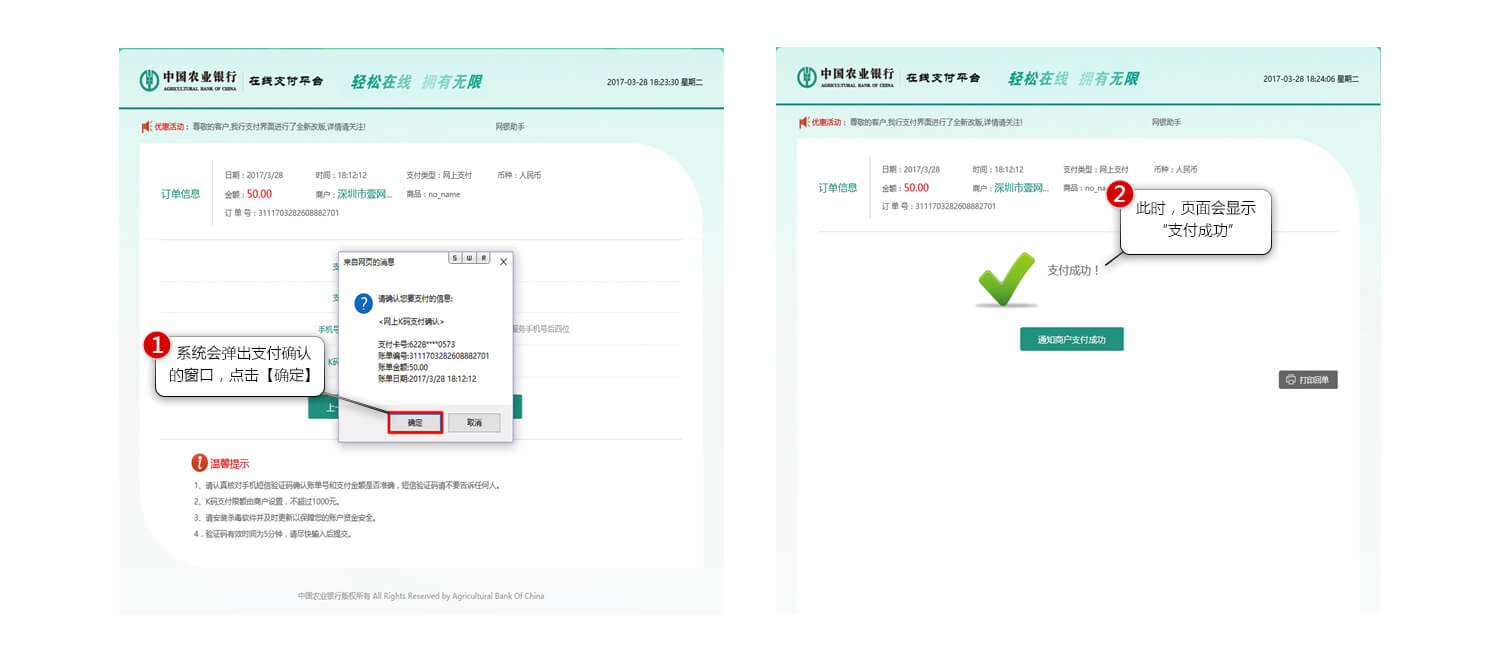 中国农业银行
AGRICULTURAL BANK OF CHINA
在线支付平台
轻松在线 拥有无限
2017-03-28 18:23:30 星期二
优惠活动：尊敬的客户,我行支付界面进行了全新改版,详情请关注!
网银助手
订单信息
日期：2017/3/28 时间：18:12:12 支付类型：网上支付 币种：人民币
金额：50.00 商户：深圳市壹网... 商品：no_name
订 单 号：3111703282608882701
支
支
手机号
服务手机号后四位
K码
上一
来自网页的消息
S W R
请确认您要支付的信息:
<网上K码支付确认>
支付卡号:6228****0573
账单编号:3111703282608882701
账单金额:50.00
账单日期:2017/3/28 18:12:12
确定 取消
1
系统会弹出支付确认
的窗口，点击【确定】
温馨提示
1、请认真核对手机短信验证码确认账单号和支付金额是否准确，短信验证码请不要告诉任何人。
2、K码支付限额由商户设置，不超过1000元。
3、请安装杀毒软件并及时更新以保障您的账户资金安全。
4．验证码有效时间为5分钟，请尽快输入后提交。
中国农业银行版权所有 All Rights Reserved by Agricultural Bank Of China
中国农业银行
AGRICULTURAL BANK OF CHINA
在线支付平台
轻松在线 拥有无限
2017-03-28 18:24:06 星期二
优惠活动：尊敬的客户,我行支付界面进行了全新改版,详情请关注!
网银助手
订单信息
日期：2017/3/28 时间：18:12:12 支付类型：网上支付 币种：人民币
金额：50.00 商户：深圳市壹网... 商品：no_na
订 单 号：3111703282608882701
2
此时，页面会显示
“支付成功”
支付成功！
通知商户支付成功
打印回单